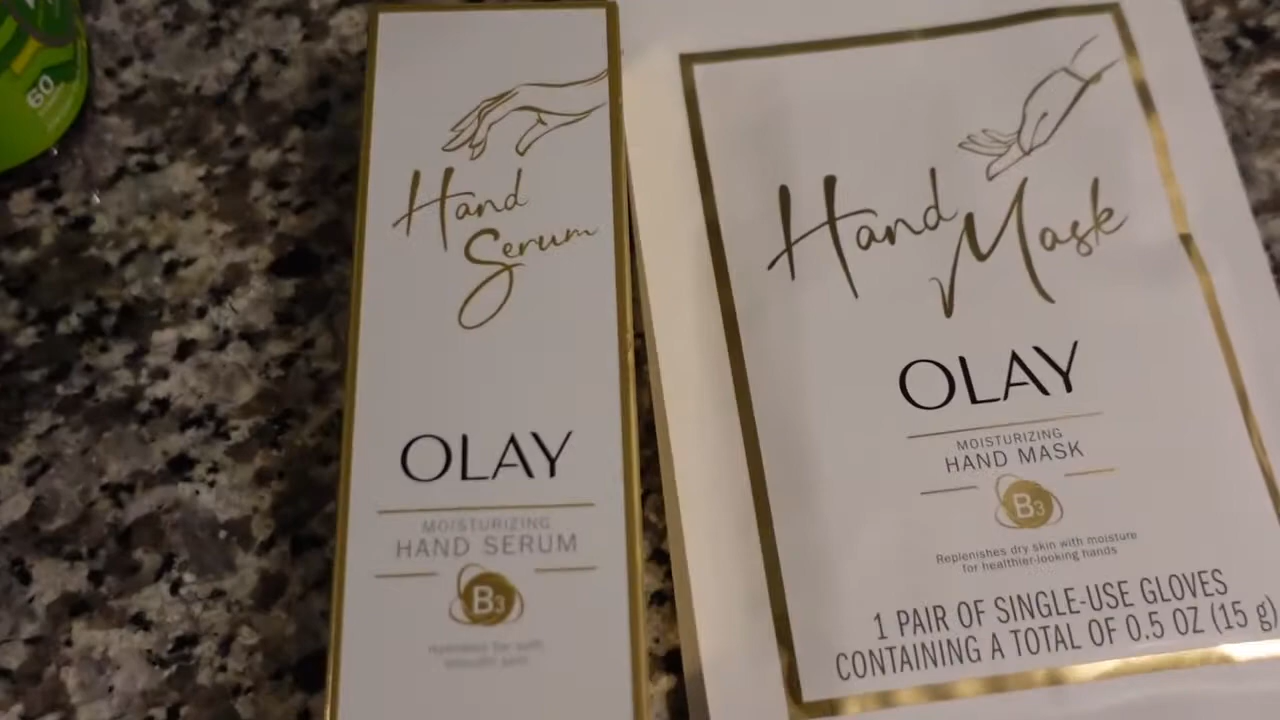 60
Hand
Serum
OLAY
MOISTURIZING
HAND SERUM
B3
Hand
Mask
OLAY
MOISTURIZING
HAND MASK
B3
Replenishes dry skin with moisture
for healthier-looking hands
1 PAIR OF SINGLE-USE GLOVES
CONTAINING A TOTAL OF 0.5 OZ (15 g)